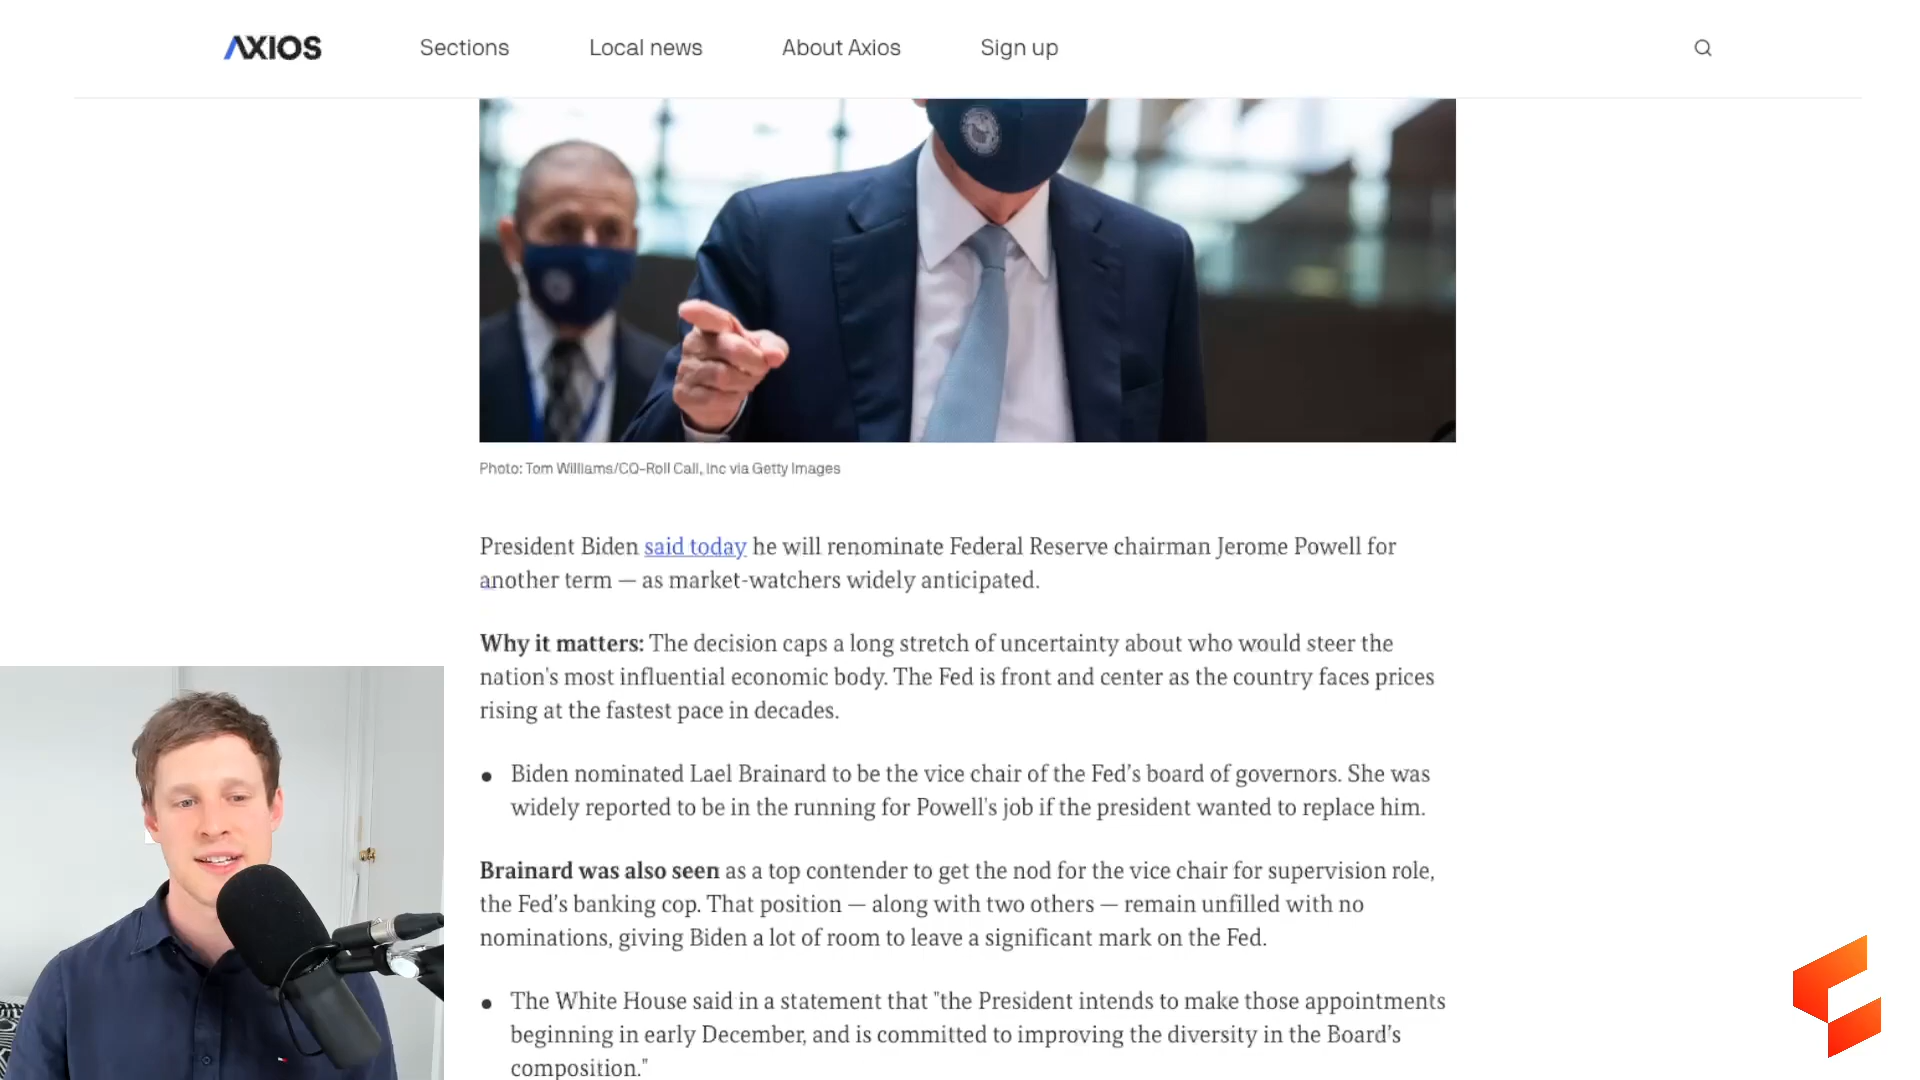 AXIOS
Sections
Local news
About Axios
Sign up
Photo: Tom Williams/CQ-Roll Call, Inc via Getty Images
President Biden said today he will renominate Federal Reserve chairman Jerome Powell for
another term — as market-watchers widely anticipated.
Why it matters: The decision caps a long stretch of uncertainty about who would steer the
nation's most influential economic body. The Fed is front and center as the country faces prices
rising at the fastest pace in decades.
• Biden nominated Lael Brainard to be the vice chair of the Fed’s board of governors. She was
widely reported to be in the running for Powell's job if the president wanted to replace him.
Brainard was also seen as a top contender to get the nod for the vice chair for supervision role,
the Fed’s banking cop. That position — along with two others — remain unfilled with no
nominations, giving Biden a lot of room to leave a significant mark on the Fed.
• The White House said in a statement that "the President intends to make those appointments
beginning in early December, and is committed to improving the diversity in the Board’s
composition."